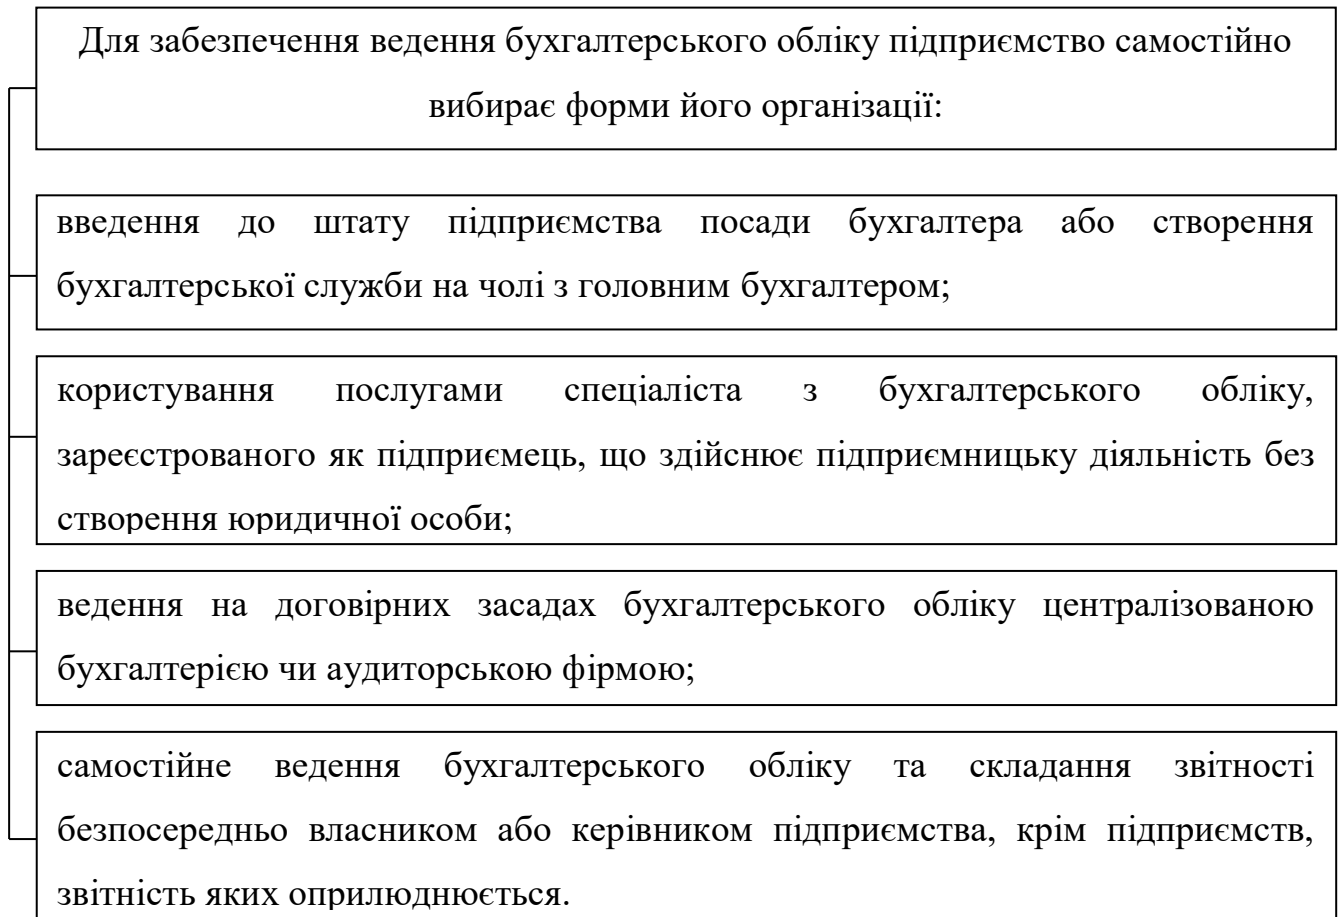 Для забезпечення ведення бухгалтерського обліку підприємство самостійно
вибирає форми його організації:
введення до штату підприємства посади бухгалтера або створення
бухгалтерської служби на чолі з головним бухгалтером;
користування послугами спеціаліста з бухгалтерського обліку,
зареєстрованого як підприємець, що здійснює підприємницьку діяльність без
створення юридичної особи;
ведення на договірних засадах бухгалтерського обліку централізованою
бухгалтерією чи аудиторською фірмою;
самостійне ведення бухгалтерського обліку та складання звітності
безпосередньо власником або керівником підприємства, крім підприємств,
звітність яких оприлюднюється.